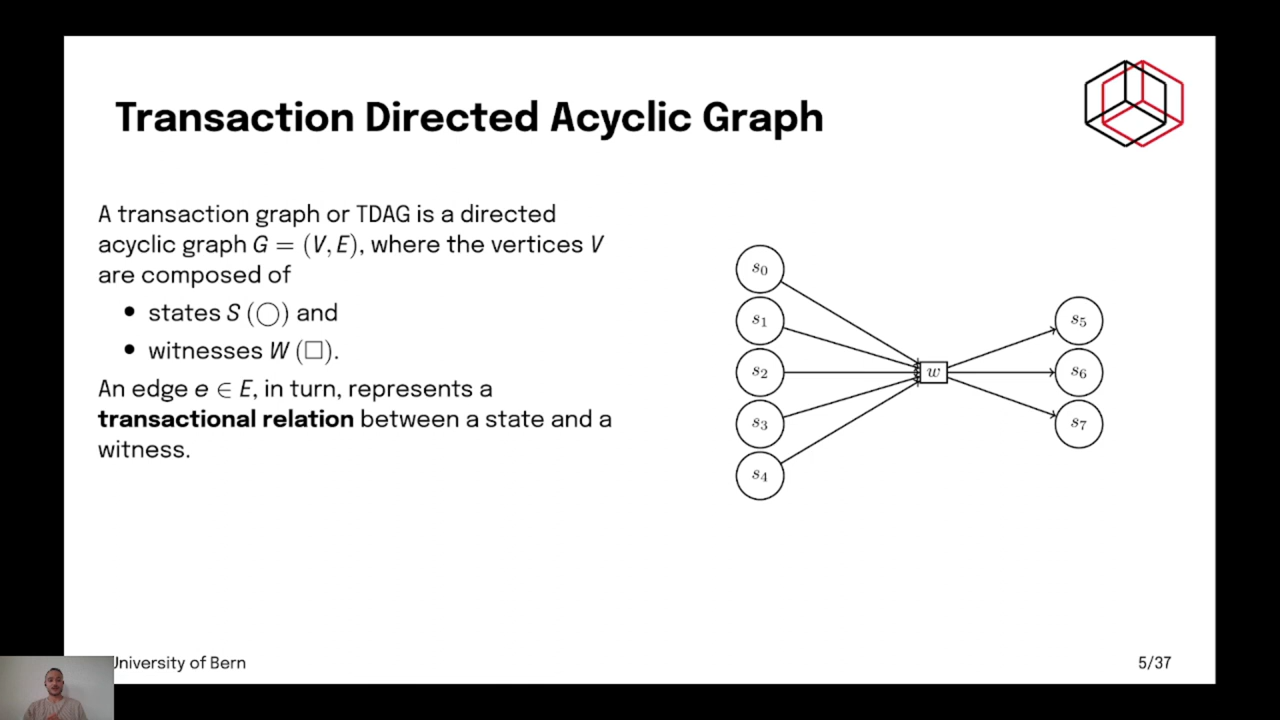 Transaction Directed Acyclic Graph
A transaction graph or TDAG is a directed
acyclic graph G = (V, E), where the vertices V
are composed of
• states S (○) and
• witnesses W (□).
An edge e ∈ E, in turn, represents a
transactional relation between a state and a
witness.
s₀
s₁
s₂
s₃
s₄
w
s₅
s₆
s₇
University of Bern
5/37